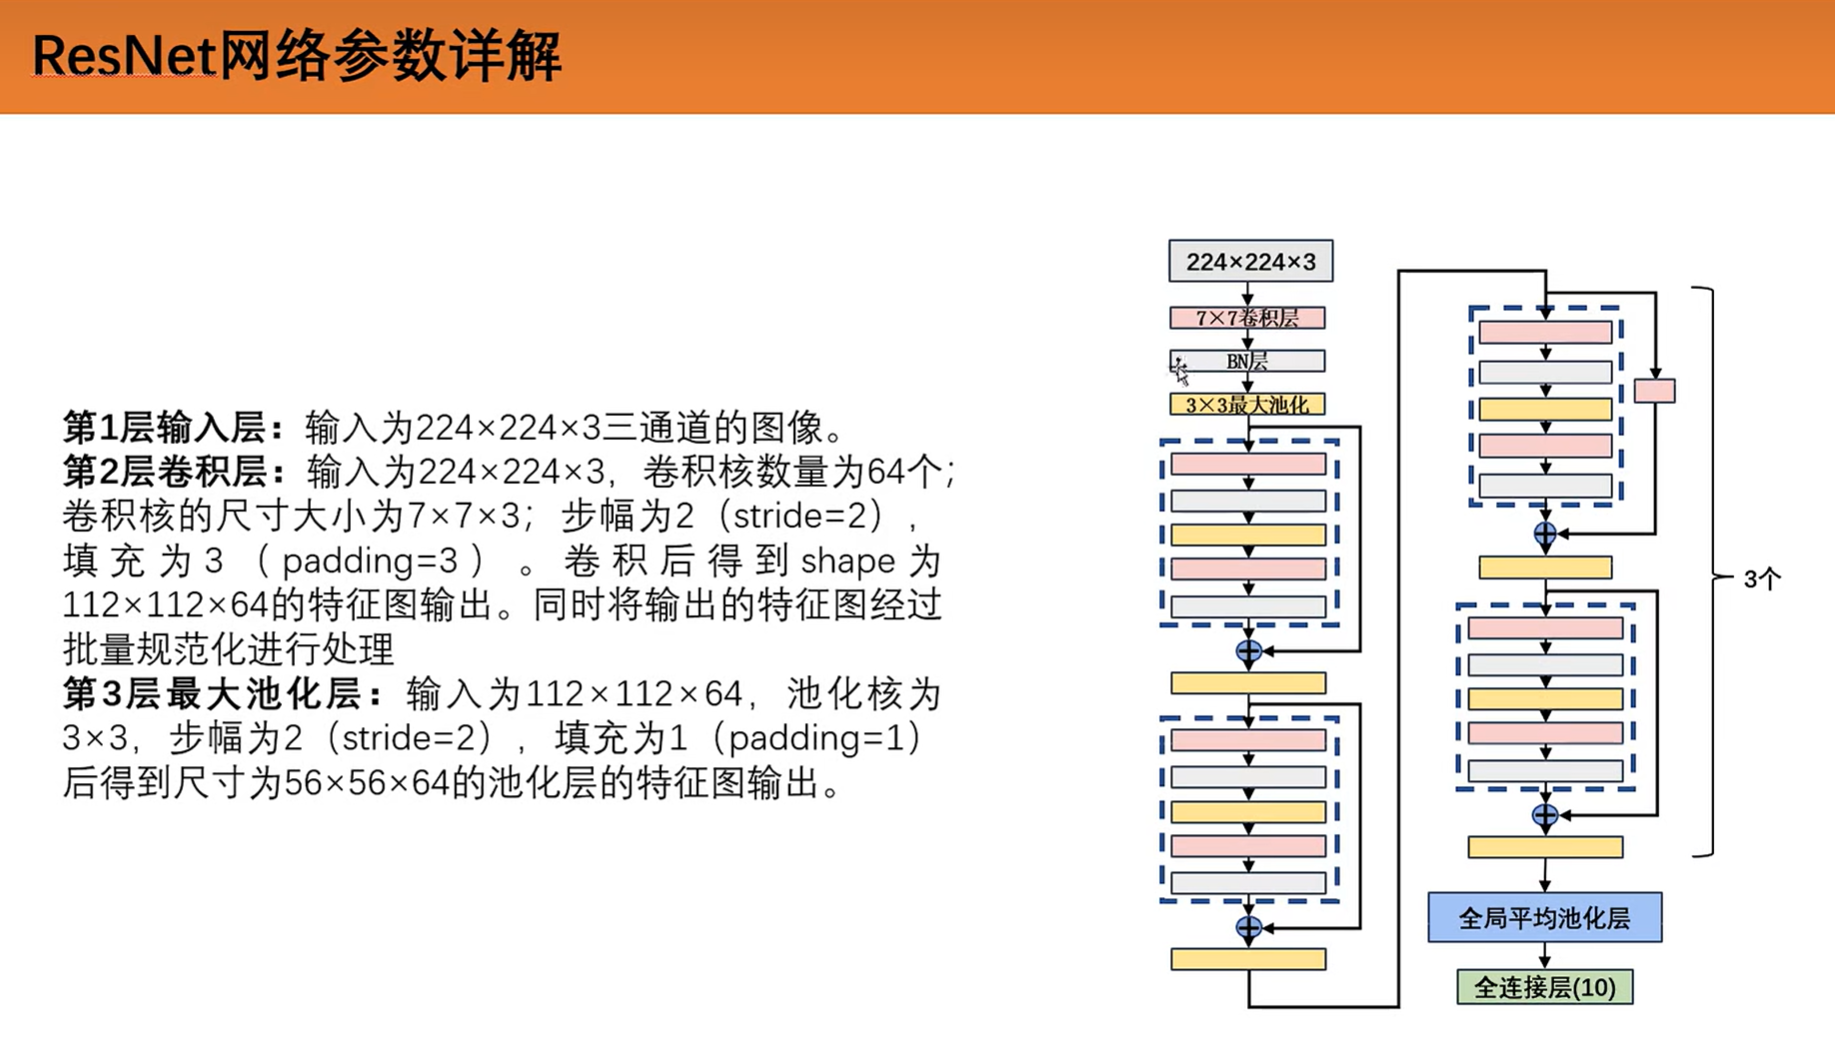 ResNet网络参数详解
第1层输入层：输入为224×224×3三通道的图像。
第2层卷积层：输入为224×224×3，卷积核数量为64个；
卷积核的尺寸大小为7×7×3；步幅为2（stride=2），
填充为3（padding=3）。卷积后得到shape为
112×112×64的特征图输出。同时将输出的特征图经过
批量规范化进行处理
第3层最大池化层：输入为112×112×64，池化核为
3×3，步幅为2（stride=2），填充为1（padding=1）
后得到尺寸为56×56×64的池化层的特征图输出。
224×224×3
7×7卷积层
BN层
3×3最大池化
3个
全局平均池化层
全连接层(10)